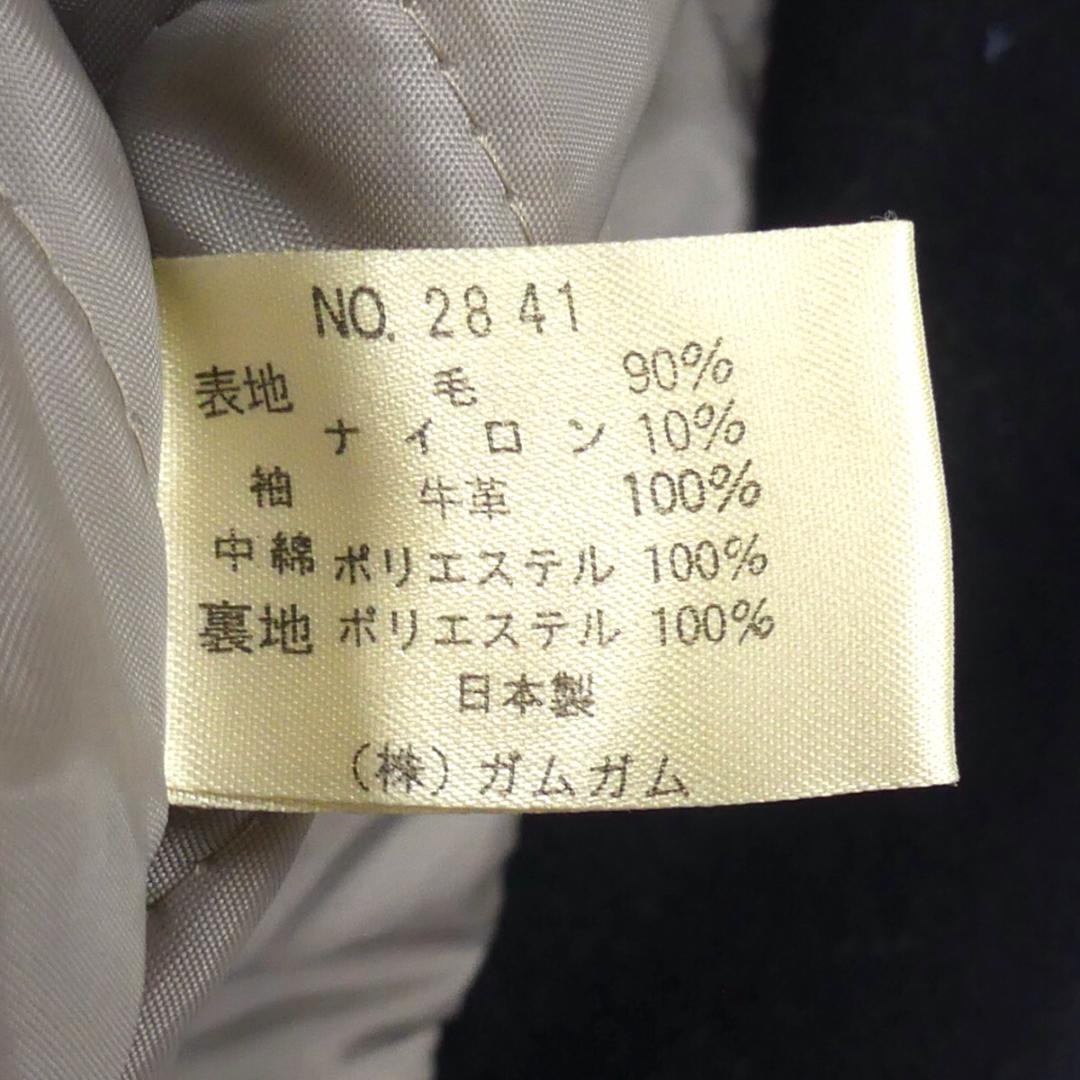 NO. 2841
表地 毛 90%
ナイロン 10%
袖 牛革 100%
中綿 ポリエステル 100%
裏地 ポリエステル 100%
日本製
(株) ガムガム